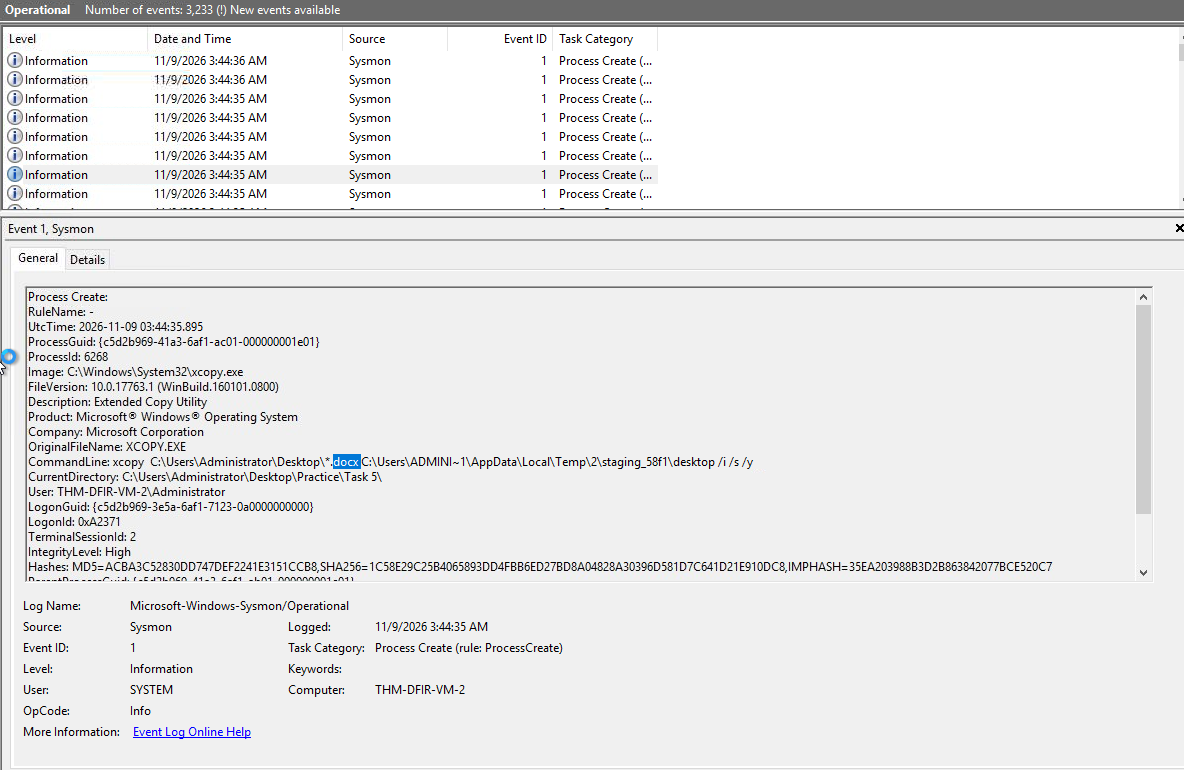 Operational Number of events: 3,233 (!) New events available
Level Date and Time Source Event ID Task Category
Information 11/9/2026 3:44:36 AM Sysmon 1 Process Create (...
Information 11/9/2026 3:44:36 AM Sysmon 1 Process Create (...
Information 11/9/2026 3:44:35 AM Sysmon 1 Process Create (...
Information 11/9/2026 3:44:35 AM Sysmon 1 Process Create (...
Information 11/9/2026 3:44:35 AM Sysmon 1 Process Create (...
Information 11/9/2026 3:44:35 AM Sysmon 1 Process Create (...
Information 11/9/2026 3:44:35 AM Sysmon 1 Process Create (...
Information 11/9/2026 3:44:35 AM Sysmon 1 Process Create (...
Event 1, Sysmon
General Details
Process Create:
RuleName: -
UtcTime: 2026-11-09 03:44:35.895
ProcessGuid: {c5d2b969-41a3-6af1-ac01-000000001e01}
ProcessId: 6268
Image: C:\Windows\System32\xcopy.exe
FileVersion: 10.0.17763.1 (WinBuild.160101.0800)
Description: Extended Copy Utility
Product: Microsoft® Windows® Operating System
Company: Microsoft Corporation
OriginalFileName: XCOPY.EXE
CommandLine: xcopy  C:\Users\Administrator\Desktop\*.docx C:\Users\ADMINI~1\AppData\Local\Temp\2\staging_58f1\desktop /i /s /y
CurrentDirectory: C:\Users\Administrator\Desktop\Practice\Task 5\
User: THM-DFIR-VM-2\Administrator
LogonGuid: {c5d2b969-3e5a-6af1-7123-0a0000000000}
LogonId: 0xA2371
TerminalSessionId: 2
IntegrityLevel: High
Hashes: MD5=ACBA3C52830DD747DEF2241E3151CCB8,SHA256=1C58E29C25B4065893DD4FBB6ED27BD8A04828A30396D581D7C641D21E910DC8,IMPHASH=35EA203988B3D2B863842077BCE520C7
Log Name: Microsoft-Windows-Sysmon/Operational
Source: Sysmon Logged: 11/9/2026 3:44:35 AM
Event ID: 1 Task Category: Process Create (rule: ProcessCreate)
Level: Information Keywords:
User: SYSTEM Computer: THM-DFIR-VM-2
OpCode: Info
More Information: Event Log Online Help